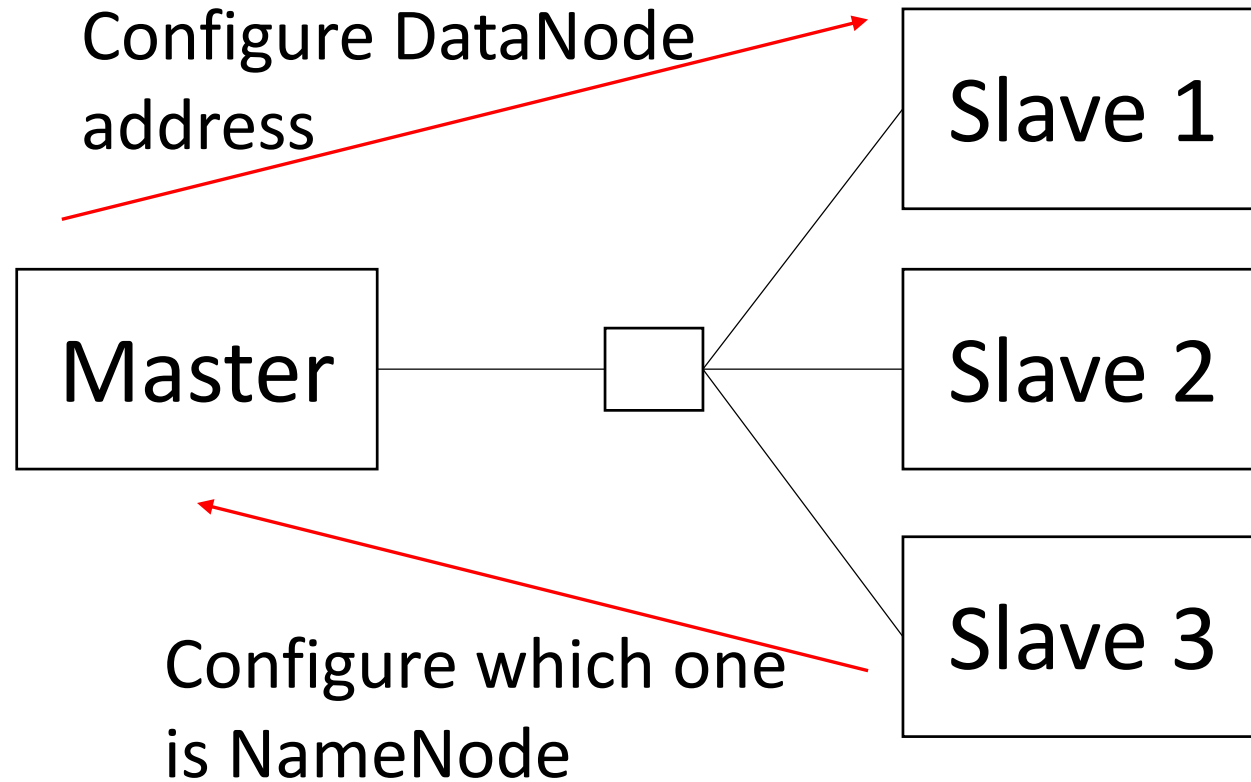 Configure DataNode
address
Slave 1
Master
Slave 2
Slave 3
Configure which one
is NameNode